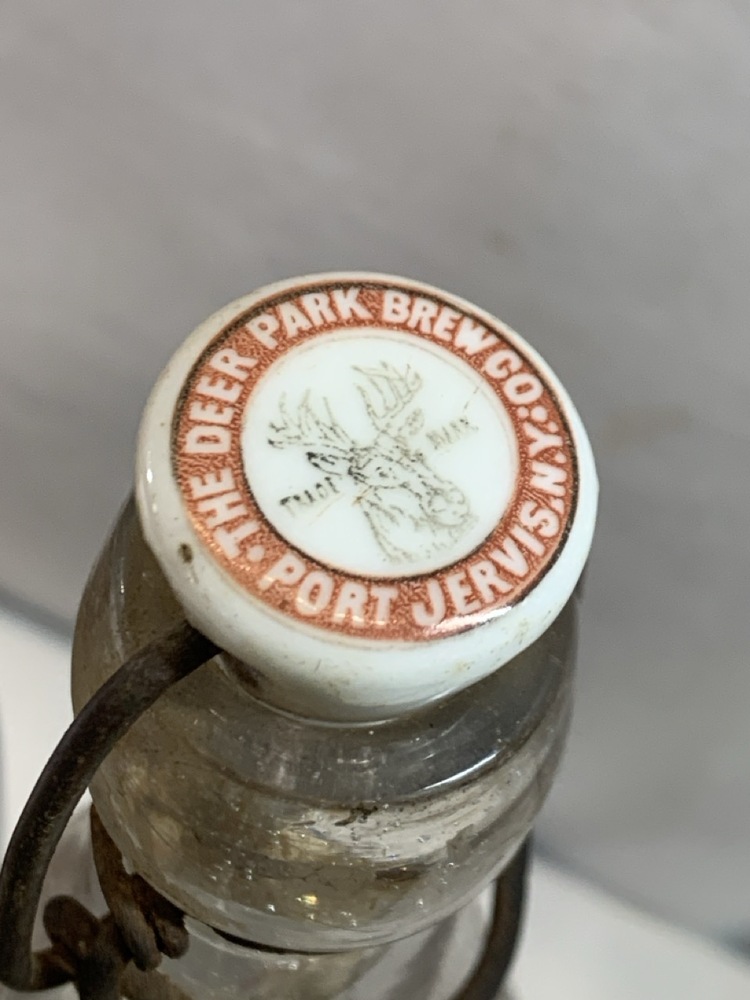 THE DEER PARK BREW CO.
PORT JERVIS N.Y.
TRADE MARK